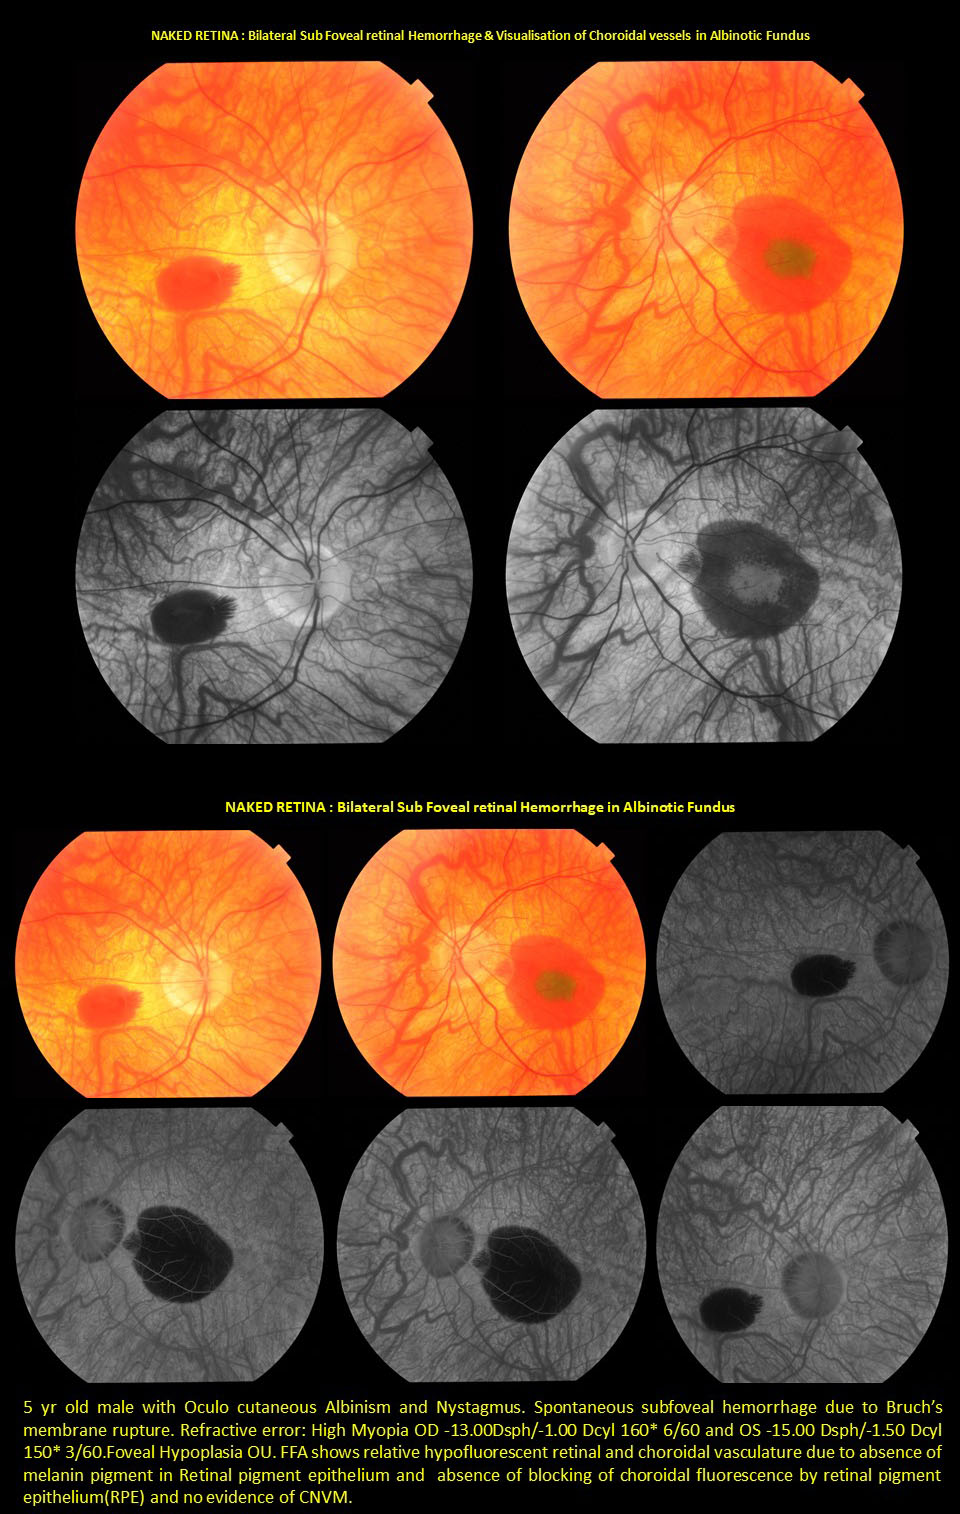 NAKED RETINA : Bilateral Sub Foveal retinal Hemorrhage & Visualisation of Choroidal vessels in Albinotic Fundus
NAKED RETINA : Bilateral Sub Foveal retinal Hemorrhage in Albinotic Fundus
5 yr old male with Oculo cutaneous Albinism and Nystagmus. Spontaneous subfoveal hemorrhage due to Bruch’s
membrane rupture. Refractive error: High Myopia OD -13.00Dsph/-1.00 Dcyl 160* 6/60 and OS -15.00 Dsph/-1.50 Dcyl
150* 3/60.Foveal Hypoplasia OU. FFA shows relative hypofluorescent retinal and choroidal vasculature due to absence of
melanin pigment in Retinal pigment epithelium and absence of blocking of choroidal fluorescence by retinal pigment
epithelium(RPE) and no evidence of CNVM.